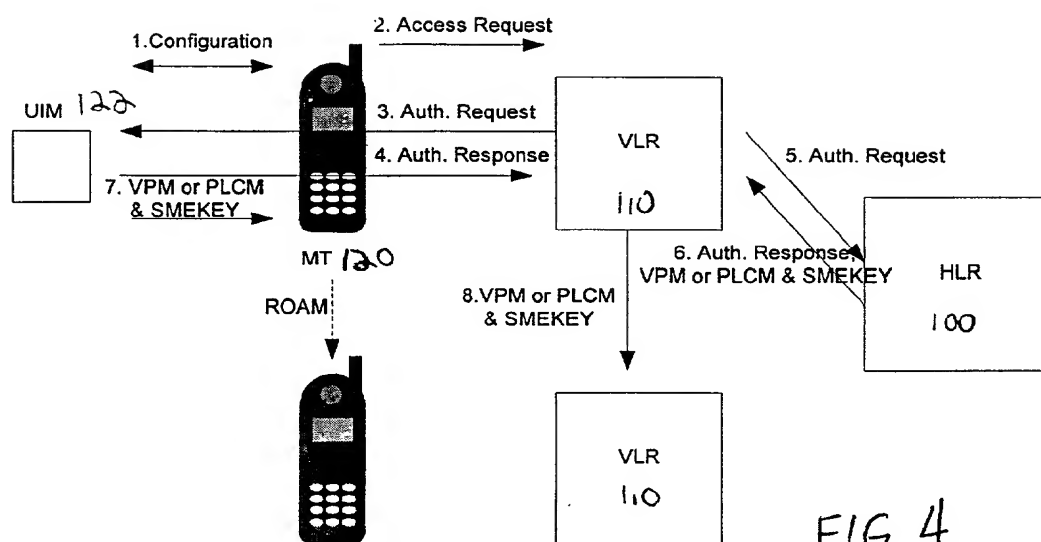 1.Configuration
2. Access Request
UIM 122
3. Auth. Request
4. Auth. Response
VLR
110
5. Auth. Request
7. VPM or PLCM
& SMEKEY
MT 120
6. Auth. Response,
VPM or PLCM & SMEKEY
HLR
100
ROAM
8.VPM or PLCM
& SMEKEY
VLR
110
FIG 4